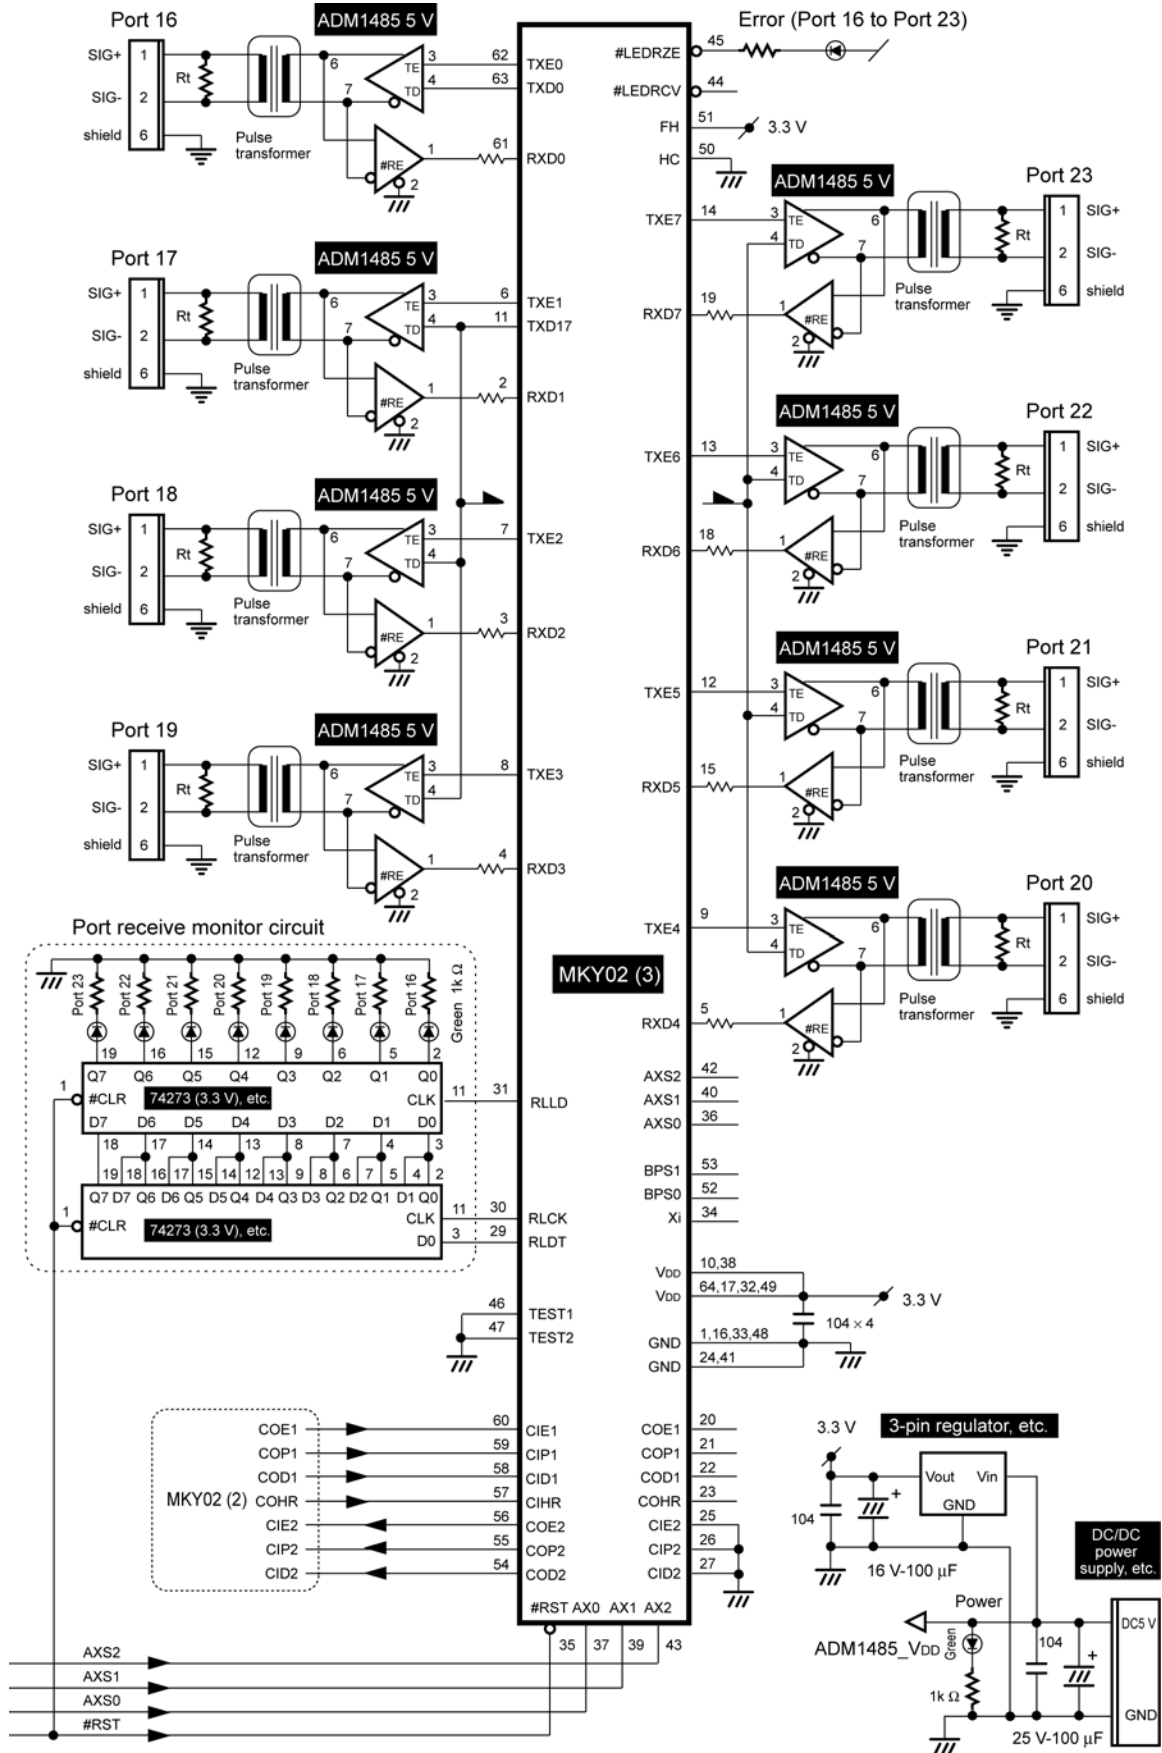 Port 16
ADM1485 5 V
Error (Port 16 to Port 23)
SIG+ 1
Rt
SIG- 2
shield 6
Pulse
transformer
6
7
TE 3 62 TXE0
TD 4 63 TXD0
#RE 1 61 RXD0
2
#LEDRZE 45
#LEDRCV 44
FH 51 3.3 V
HC 50
Port 17
ADM1485 5 V
SIG+ 1
Rt
SIG- 2
shield 6
Pulse
transformer
6
7
TE 3 6 TXE1
TD 4 11 TXD17
#RE 1 2 RXD1
2
Port 18
ADM1485 5 V
SIG+ 1
Rt
SIG- 2
shield 6
Pulse
transformer
6
7
TE 3 7 TXE2
TD 4
#RE 1 3 RXD2
2
Port 19
ADM1485 5 V
SIG+ 1
Rt
SIG- 2
shield 6
Pulse
transformer
6
7
TE 3 8 TXE3
TD 4
#RE 1 4 RXD3
2
ADM1485 5 V
Port 23
TXE7 14 3 TE
4 TD
6
7
RXD7 19 1 #RE
2
Pulse
transformer
Rt
1 SIG+
2 SIG-
6 shield
ADM1485 5 V
Port 22
TXE6 13 3 TE
4 TD
6
7
RXD6 18 1 #RE
2
Pulse
transformer
Rt
1 SIG+
2 SIG-
6 shield
ADM1485 5 V
Port 21
TXE5 12 3 TE
4 TD
6
7
RXD5 15 1 #RE
2
Pulse
transformer
Rt
1 SIG+
2 SIG-
6 shield
ADM1485 5 V
Port 20
TXE4 9 3 TE
4 TD
6
7
RXD4 5 1 #RE
2
Pulse
transformer
Rt
1 SIG+
2 SIG-
6 shield
MKY02 (3)
Port receive monitor circuit
Port 23 Port 22 Port 21 Port 20 Port 19 Port 18 Port 17 Port 16 Green 1k Ω
19 16 15 12 9 6 5 2
Q7 Q6 Q5 Q4 Q3 Q2 Q1 Q0
1 #CLR 74273 (3.3 V), etc. CLK 11 31 RLLD
D7 D6 D5 D4 D3 D2 D1 D0
18 17 14 13 8 7 4 3
19 18 16 17 15 14 12 13 9 8 6 7 5 4 2
Q7 D7 Q6 D6 Q5 D5 Q4 D4 Q3 D3 Q2 D2 Q1 D1 Q0
1 #CLR 74273 (3.3 V), etc. CLK 11 30 RLCK
D0 3 29 RLDT
46 TEST1
47 TEST2
AXS2 42
AXS1 40
AXS0 36
BPS1 53
BPS0 52
Xi 34
VDD 10,38
VDD 64,17,32,49 3.3 V
104 × 4
GND 1,16,33,48
GND 24,41
MKY02 (2)
COE1 60 CIE1
COP1 59 CIP1
COD1 58 CID1
COHR 57 CIHR
CIE2 56 COE2
CIP2 55 COP2
CID2 54 COD2
COE1 20
COP1 21
COD1 22
COHR 23
CIE2 25
CIP2 26
CID2 27
#RST AX0 AX1 AX2
35 37 39 43
AXS2
AXS1
AXS0
#RST
3.3 V
3-pin regulator, etc.
Vout Vin
GND
104
+
16 V-100 μF
DC/DC
power
supply, etc.
Power
DC5 V
ADM1485_VDD
Green
104
+
1k Ω
GND
25 V-100 μF